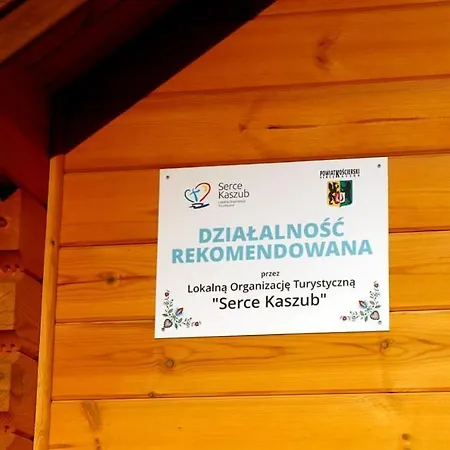 Serce
Kaszub
POWIAT KOŚCIERSKI
DZIAŁALNOŚĆ
REKOMENDOWANA
przez
Lokalną Organizację Turystyczną
"Serce Kaszub"